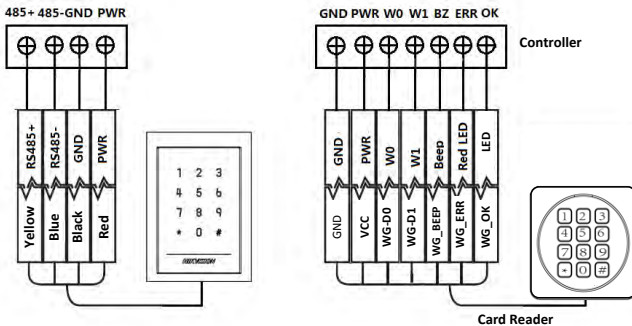 485+ 485-GND PWR
RS485+ RS485- GND PWR
Yellow Blue Black Red
1 2 3
4 5 6
7 8 9
* 0 #
HIKVISION
GND PWR W0 W1 BZ ERR OK
Controller
GND PWR W0 W1 Beep Red LED LED
GND VCC WG-D0 WG-D1 WG_BEEP WG_ERR WG_OK
1 2 3
4 5 6
7 8 9
* 0 #
Card Reader